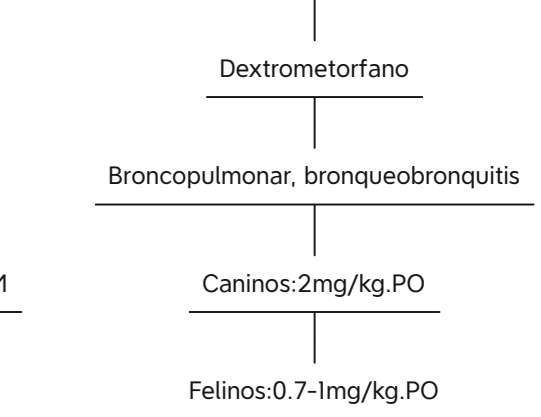 Dextrometorfano
Broncopulmonar, bronqueobronquitis
Caninos:2mg/kg.PO
Felinos:0.7-1mg/kg.PO